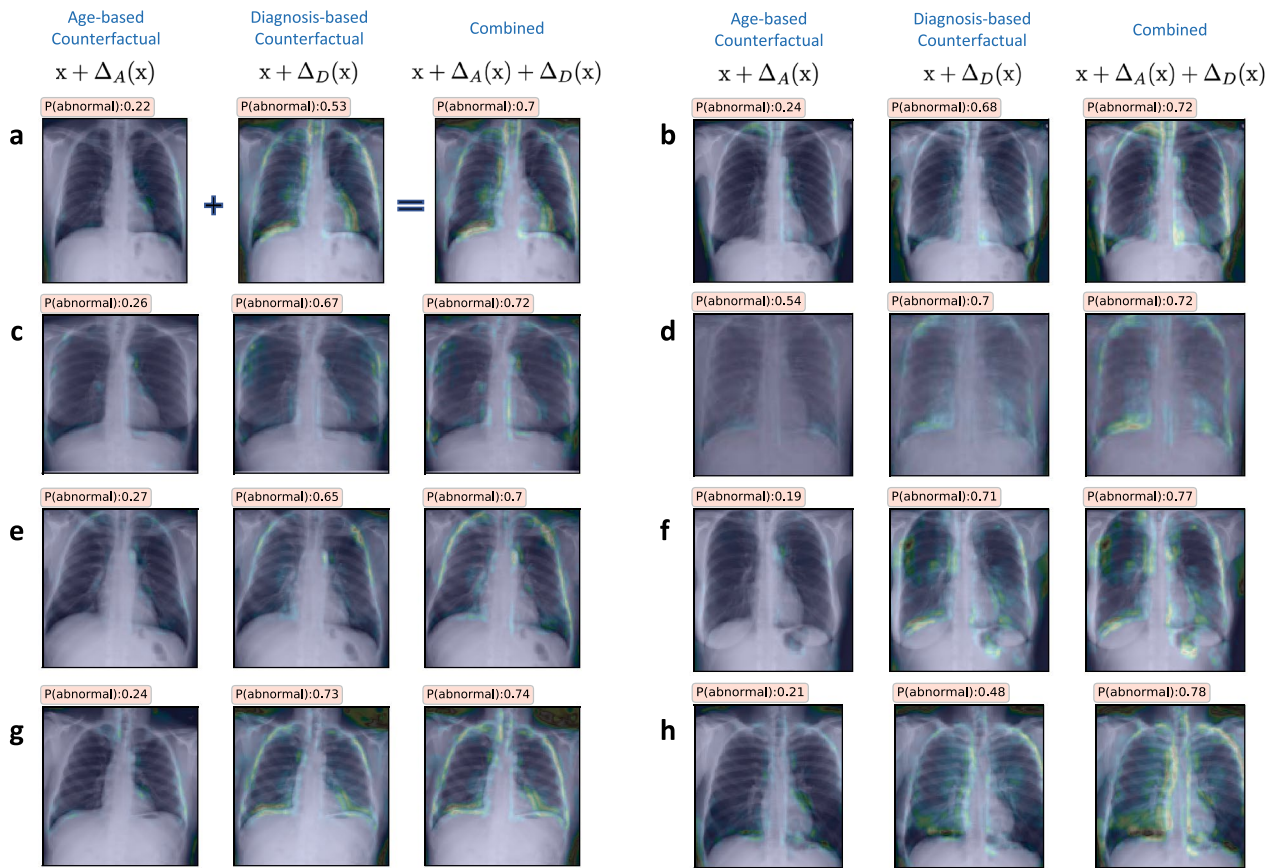 Age-based
Counterfactual
Diagnosis-based
Counterfactual
Combined
x + Δ_A(x)
x + Δ_D(x)
x + Δ_A(x) + Δ_D(x)
Age-based
Counterfactual
Diagnosis-based
Counterfactual
Combined
x + Δ_A(x)
x + Δ_D(x)
x + Δ_A(x) + Δ_D(x)
a
P(abnormal):0.22
+
P(abnormal):0.53
=
P(abnormal):0.7
b
P(abnormal):0.24
P(abnormal):0.68
P(abnormal):0.72
c
P(abnormal):0.26
P(abnormal):0.67
P(abnormal):0.72
d
P(abnormal):0.54
P(abnormal):0.7
P(abnormal):0.72
e
P(abnormal):0.27
P(abnormal):0.65
P(abnormal):0.7
f
P(abnormal):0.19
P(abnormal):0.71
P(abnormal):0.77
g
P(abnormal):0.24
P(abnormal):0.73
P(abnormal):0.74
h
P(abnormal):0.21
P(abnormal):0.48
P(abnormal):0.78